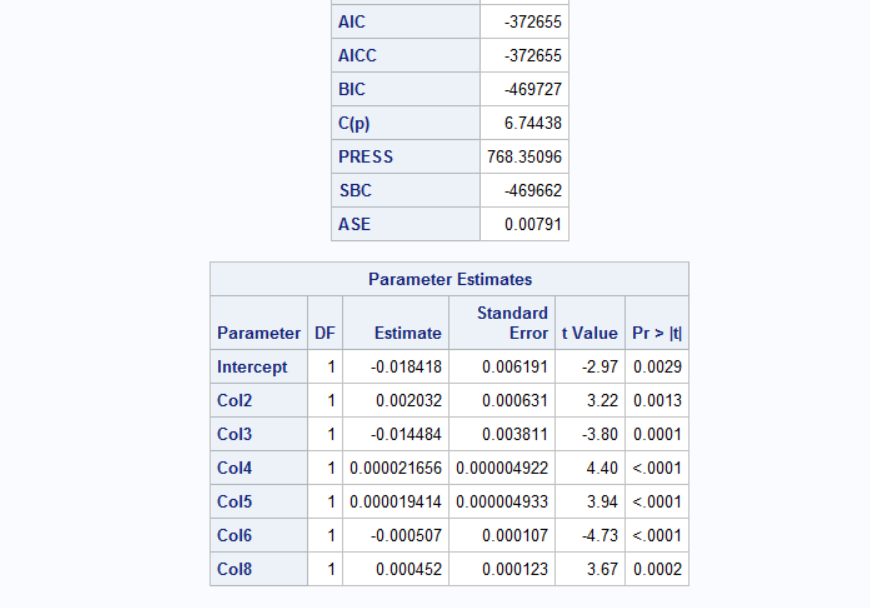 AIC -372655
AICC -372655
BIC -469727
C(p) 6.74438
PRESS 768.35096
SBC -469662
ASE 0.00791
Parameter Estimates
Parameter DF Estimate Standard Error t Value Pr > |t|
Intercept 1 -0.018418 0.006191 -2.97 0.0029
Col2 1 0.002032 0.000631 3.22 0.0013
Col3 1 -0.014484 0.003811 -3.80 0.0001
Col4 1 0.000021656 0.000004922 4.40 <.0001
Col5 1 0.000019414 0.000004933 3.94 <.0001
Col6 1 -0.000507 0.000107 -4.73 <.0001
Col8 1 0.000452 0.000123 3.67 0.0002